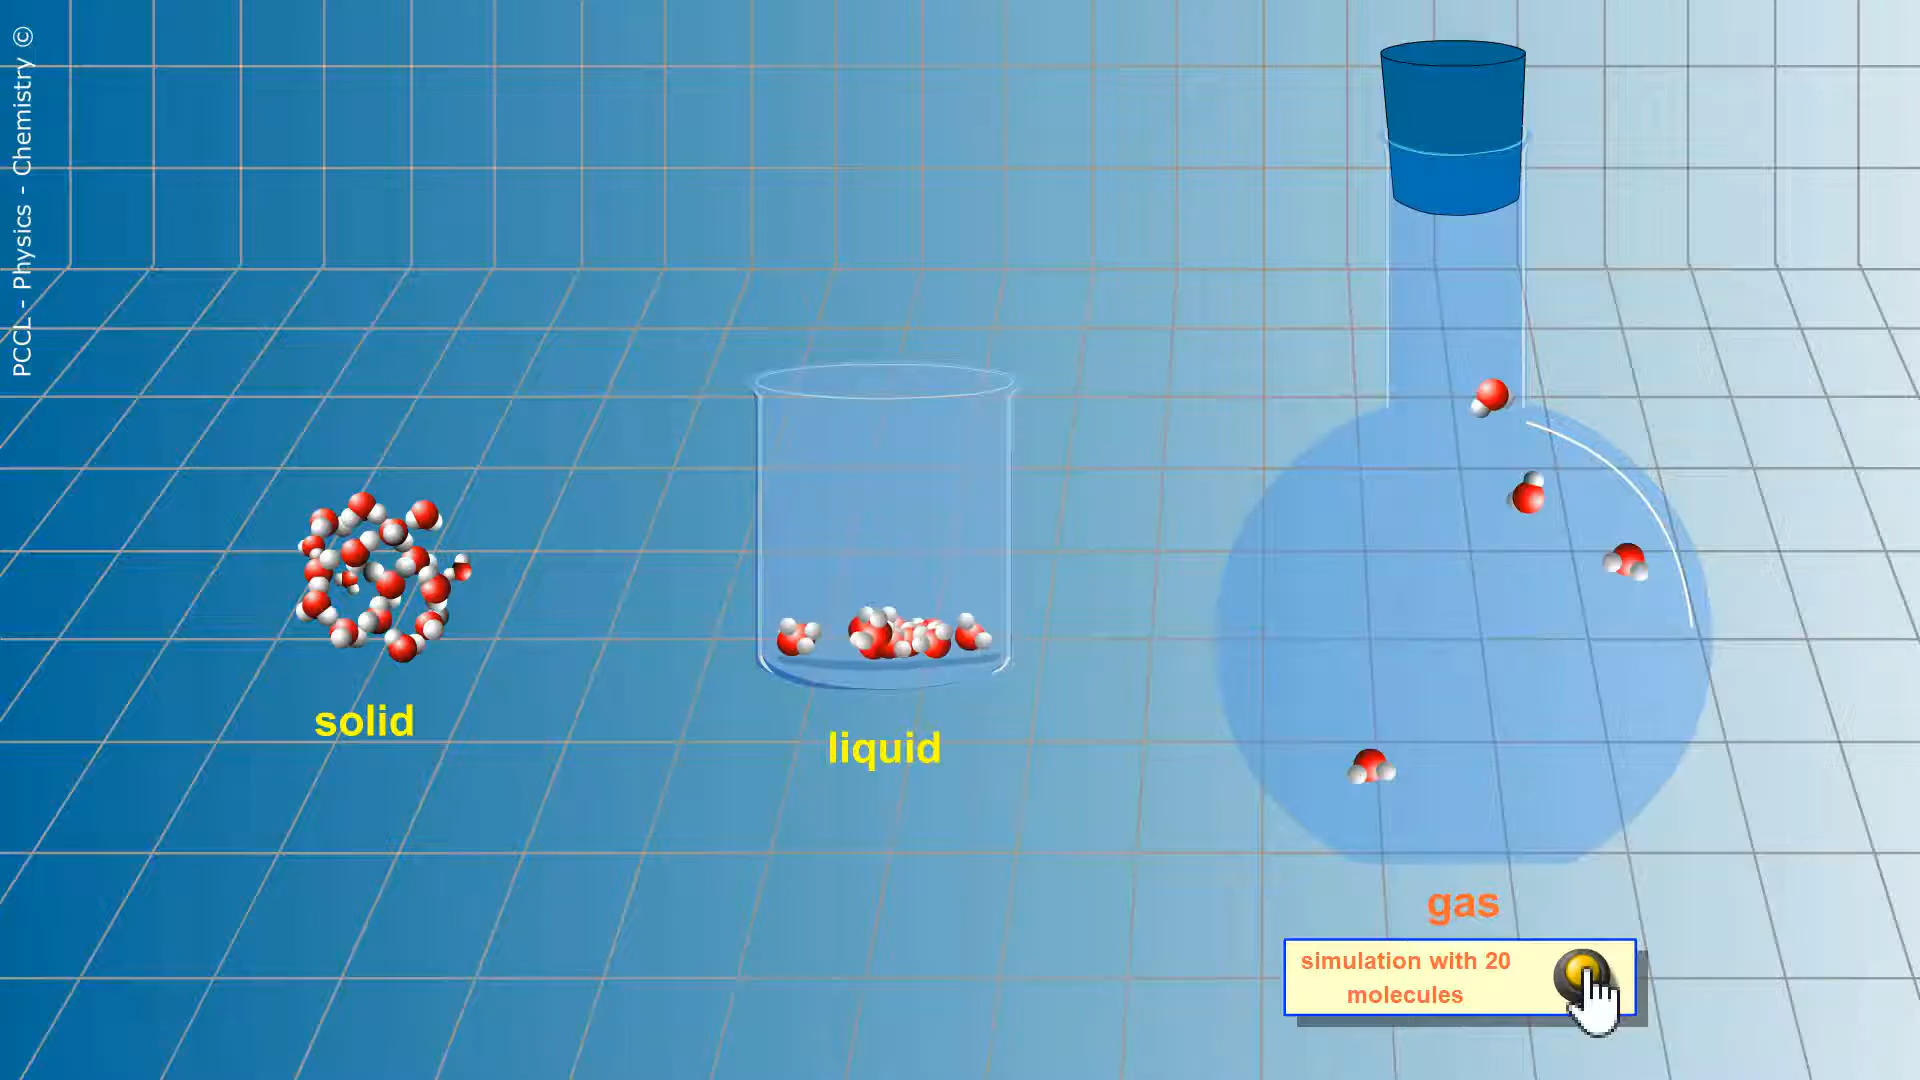 PCCL - Physics - Chemistry ©
solid
liquid
gas
simulation with 20
molecules